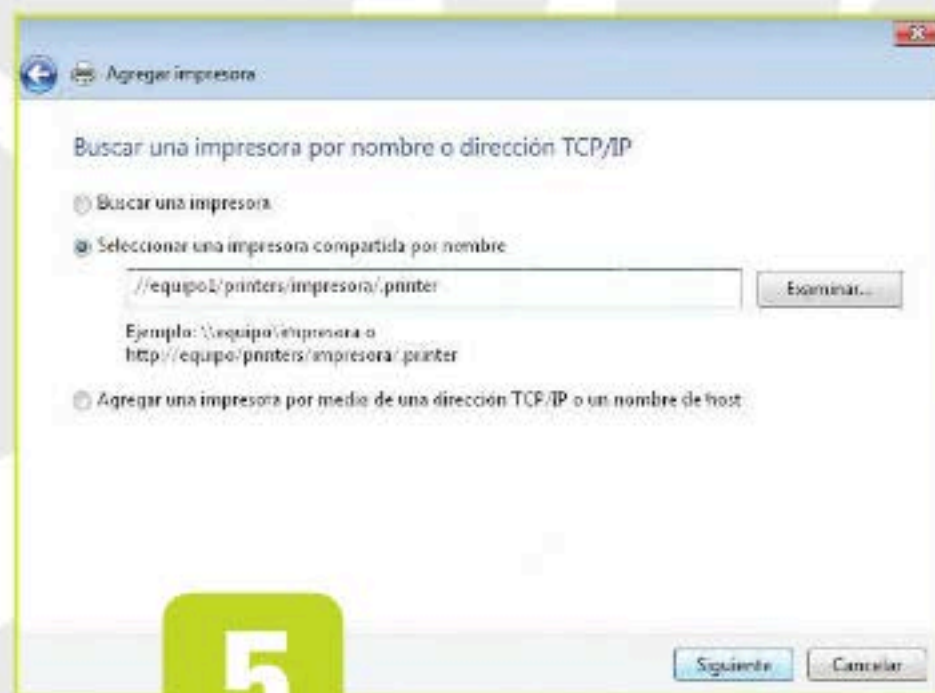 Agregar impresora
Buscar una impresora por nombre o dirección TCP/IP
Buscar una impresora
Seleccionar una impresora compartida por nombre
//equipo1/printers/impresora/.printer
Examinar...
Ejemplo: \\equipo\impresora o
http://equipo/printers/impresora/.printer
Agregar una impresora por medio de una dirección TCP/IP o un nombre de host
5
Siguiente
Cancelar